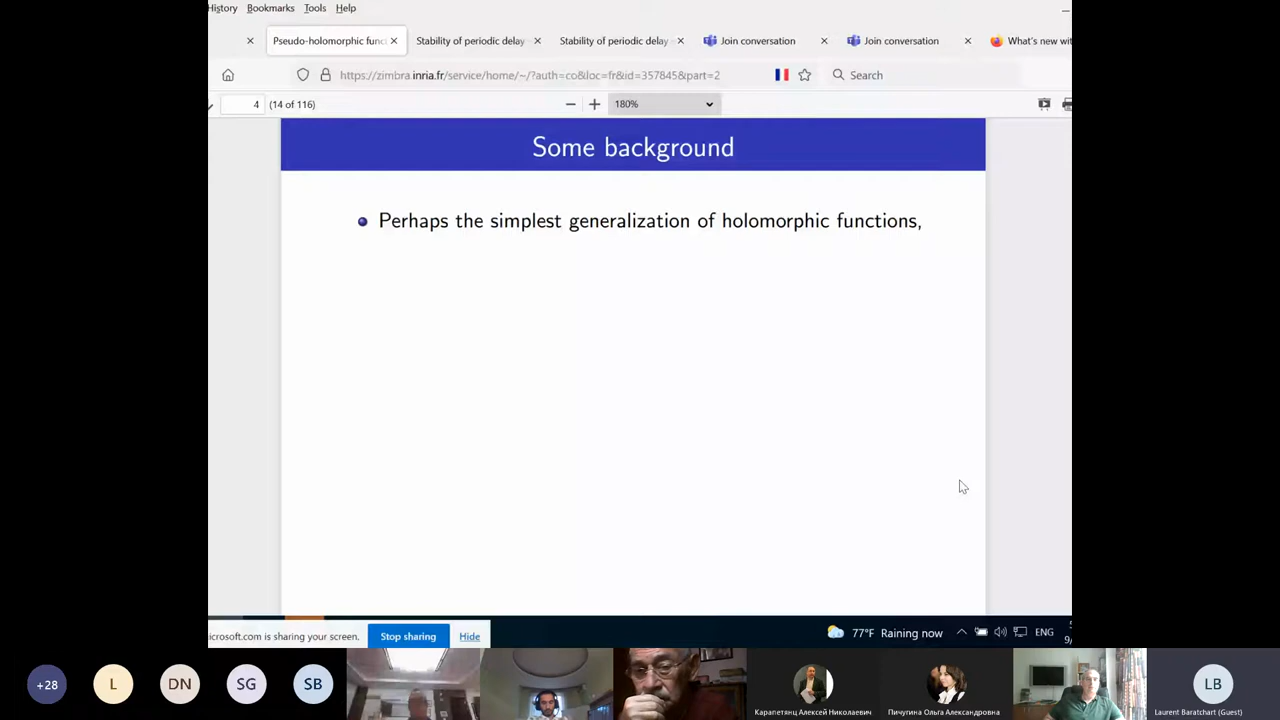 History Bookmarks Tools Help
Pseudo-holomorphic func
Stability of periodic delay
Stability of periodic delay
Join conversation
Join conversation
What's new wit
https://zimbra.inria.fr/service/home/~/?auth=co&loc=fr&id=357845&part=2
Search
4 (14 of 116)
180%
Some background
Perhaps the simplest generalization of holomorphic functions,
icrosoft.com is sharing your screen.
Stop sharing
Hide
77°F Raining now
ENG
+28
L
DN
SG
SB
Карапетянц Алексей Николаевич
Пичугина Ольга Александровна
LB
Laurent Baratchart (Guest)